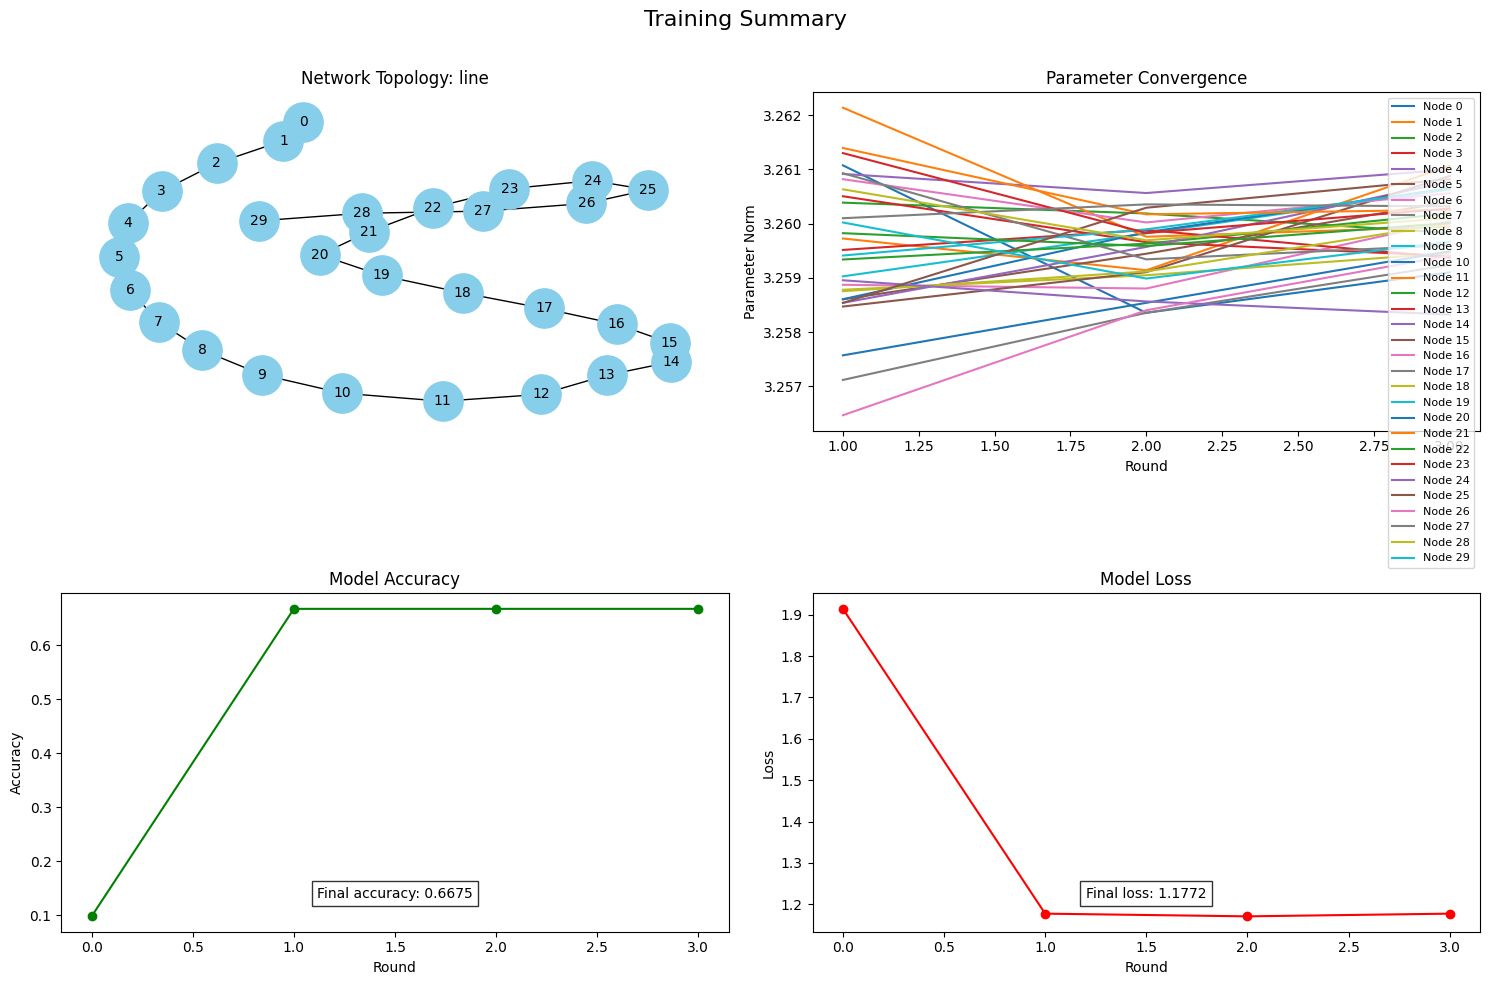 Training Summary
Network Topology: line
0
1
2
3
4
5
6
7
8
9
10
11
12
13
14
15
16
17
18
19
20
21
22
23
24
25
26
27
28
29
Parameter Convergence
Parameter Norm
3.262
3.261
3.260
3.259
3.258
3.257
1.00 1.25 1.50 1.75 2.00 2.25 2.50 2.75 3.00
Round
Node 0
Node 1
Node 2
Node 3
Node 4
Node 5
Node 6
Node 7
Node 8
Node 9
Node 10
Node 11
Node 12
Node 13
Node 14
Node 15
Node 16
Node 17
Node 18
Node 19
Node 20
Node 21
Node 22
Node 23
Node 24
Node 25
Node 26
Node 27
Node 28
Node 29
Model Accuracy
Accuracy
0.6
0.5
0.4
0.3
0.2
0.1
Final accuracy: 0.6675
0.0 0.5 1.0 1.5 2.0 2.5 3.0
Round
Model Loss
Loss
1.9
1.8
1.7
1.6
1.5
1.4
1.3
1.2
Final loss: 1.1772
0.0 0.5 1.0 1.5 2.0 2.5 3.0
Round